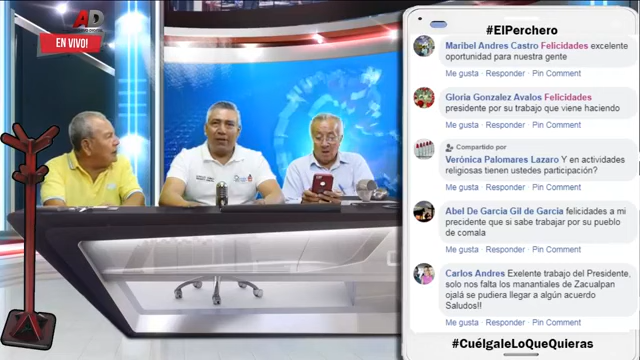 AD
EN VIVO!
#ElPerchero
Maribel Andres Castro Felicidades excelente
oportunidad para nuestra gente
Me gusta · Responder · Pin Comment
Gloria Gonzalez Avalos Felicidades
presidente por su trabajo que viene haciendo
Me gusta · Responder · Pin Comment
Compartido por
Verónica Palomares Lazaro Y en actividades
religiosas tienen ustedes participación?
Me gusta · Responder · Pin Comment
Abel De Garcia Gil de Garcia felicidades a mi
precidente que si sabe trabajar por su pueblo
de comala
Me gusta · Responder · Pin Comment
Carlos Andres Exelente trabajo del Presidente,
solo nos falta los manantiales de Zacualpan
ojalá se pudiera llegar a algún acuerdo
Saludos!!
Me gusta · Responder · Pin Comment
#CuélgaleLoQueQuieras